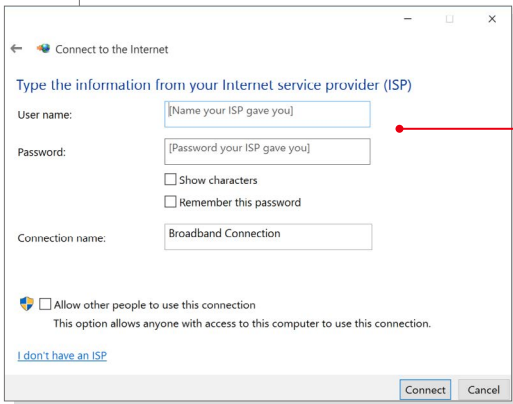 Connect to the Internet
Type the information from your Internet service provider (ISP)
User name:
[Name your ISP gave you]
Password:
[Password your ISP gave you]
Show characters
Remember this password
Connection name:
Broadband Connection
Allow other people to use this connection
This option allows anyone with access to this computer to use this connection.
I don't have an ISP
Connect
Cancel